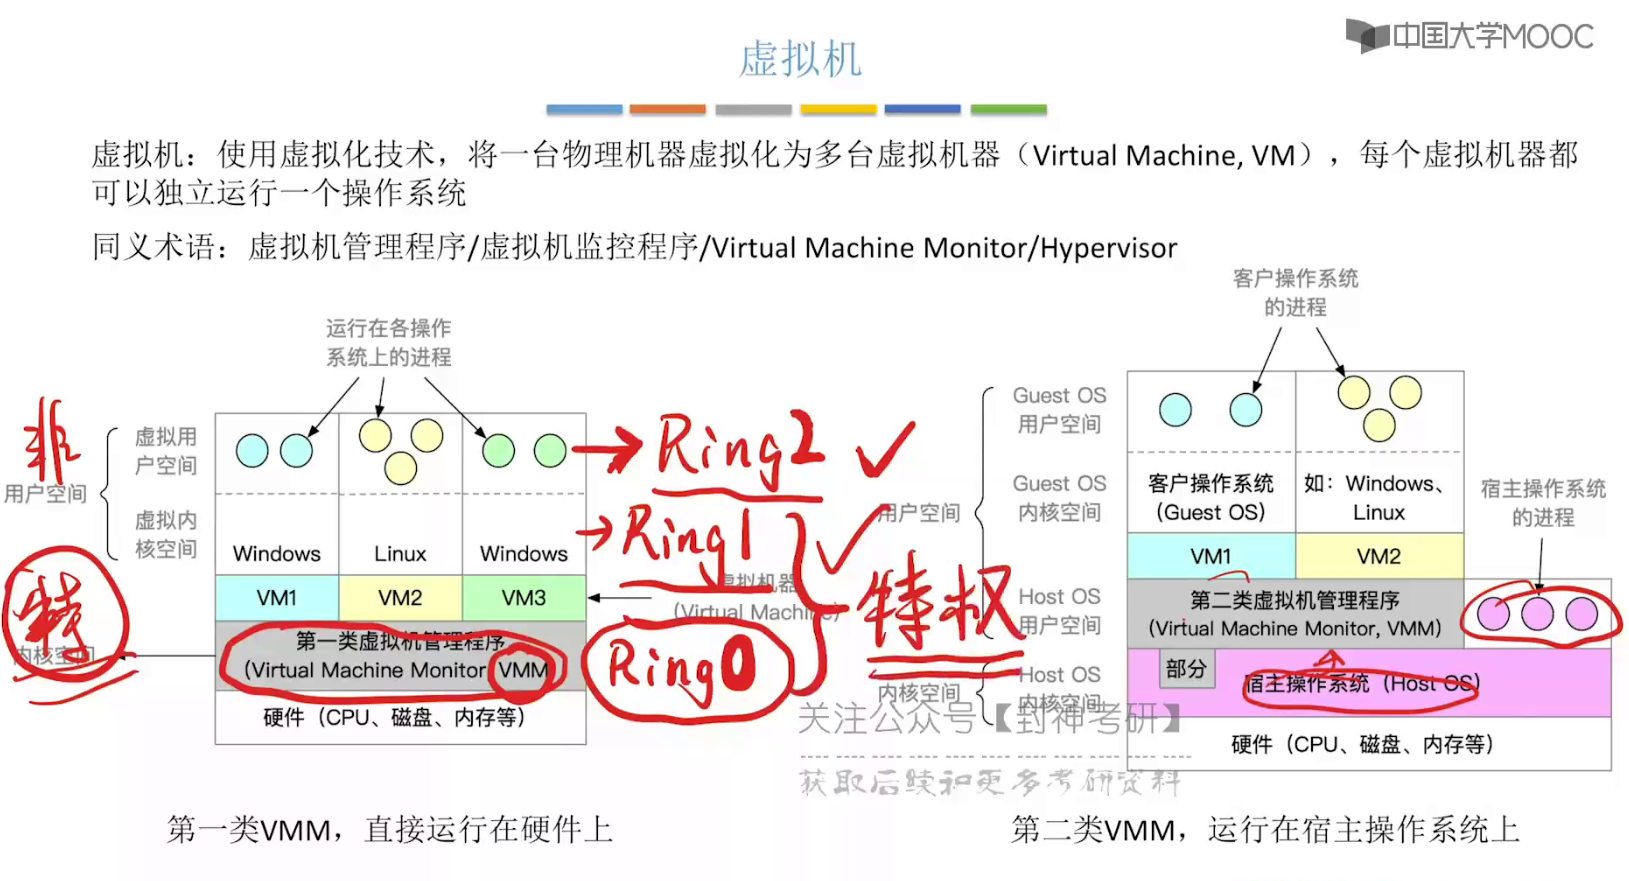 中国大学MOOC
虚拟机
虚拟机：使用虚拟化技术，将一台物理机器虚拟化为多台虚拟机器（Virtual Machine, VM），每个虚拟机器都
可以独立运行一个操作系统
同义术语：虚拟机管理程序/虚拟机监控程序/Virtual Machine Monitor/Hypervisor
运行在各操作
系统上的进程
非
虚拟用
户空间
用户空间
虚拟内
核空间
特
内核空间
Windows
Linux
Windows
VM1
VM2
VM3
第一类虚拟机管理程序
(Virtual Machine Monitor VMM
硬件（CPU、磁盘、内存等）
Ring2
Ring1
Ring0
特权
虚拟机器
(Virtual Machine)
第一类VMM，直接运行在硬件上
客户操作系统
的进程
Guest OS
用户空间
Guest OS
内核空间
用户空间
Host OS
用户空间
内核空间
Host OS
内核空间
客户操作系统
(Guest OS)
如：Windows、
Linux
宿主操作系统
的进程
VM1
VM2
第二类虚拟机管理程序
(Virtual Machine Monitor, VMM)
部分
宿主操作系统（Host OS）
硬件（CPU、磁盘、内存等）
关注公众号【封神考研】
获取后续和更多考研资料
第二类VMM，运行在宿主操作系统上